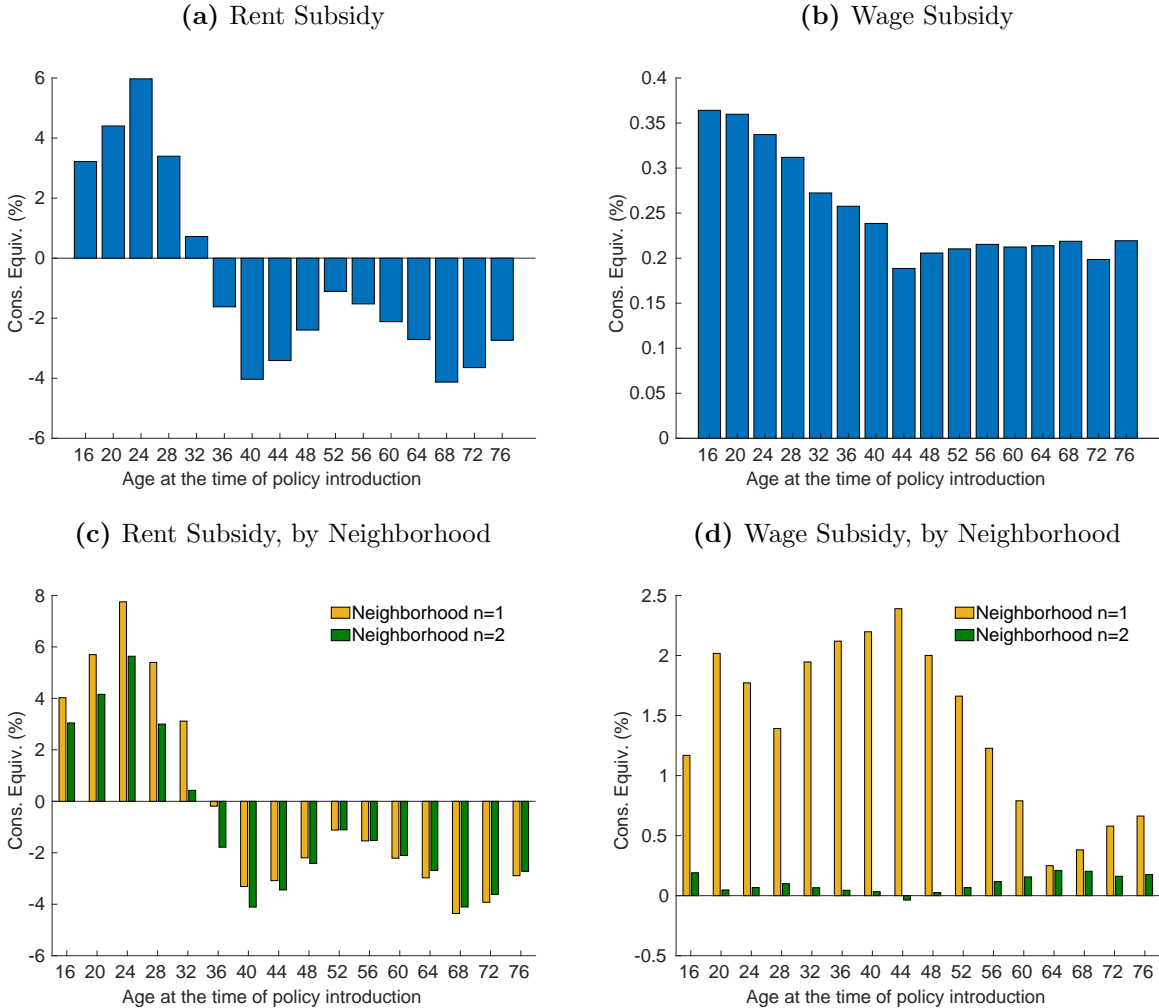 (a) Rent Subsidy
6
4
2
0
-2
-4
-6
Cons. Equiv. (%)
16 20 24 28 32 36 40 44 48 52 56 60 64 68 72 76
Age at the time of policy introduction
(b) Wage Subsidy
0.4
0.35
0.3
0.25
0.2
0.15
0.1
0.05
0
Cons. Equiv. (%)
16 20 24 28 32 36 40 44 48 52 56 60 64 68 72 76
Age at the time of policy introduction
(c) Rent Subsidy, by Neighborhood
Neighborhood n=1
Neighborhood n=2
8
6
4
2
0
-2
-4
-6
Cons. Equiv. (%)
16 20 24 28 32 36 40 44 48 52 56 60 64 68 72 76
Age at the time of policy introduction
(d) Wage Subsidy, by Neighborhood
Neighborhood n=1
Neighborhood n=2
2.5
2
1.5
1
0.5
0
-0.5
Cons. Equiv. (%)
16 20 24 28 32 36 40 44 48 52 56 60 64 68 72 76
Age at the time of policy introduction